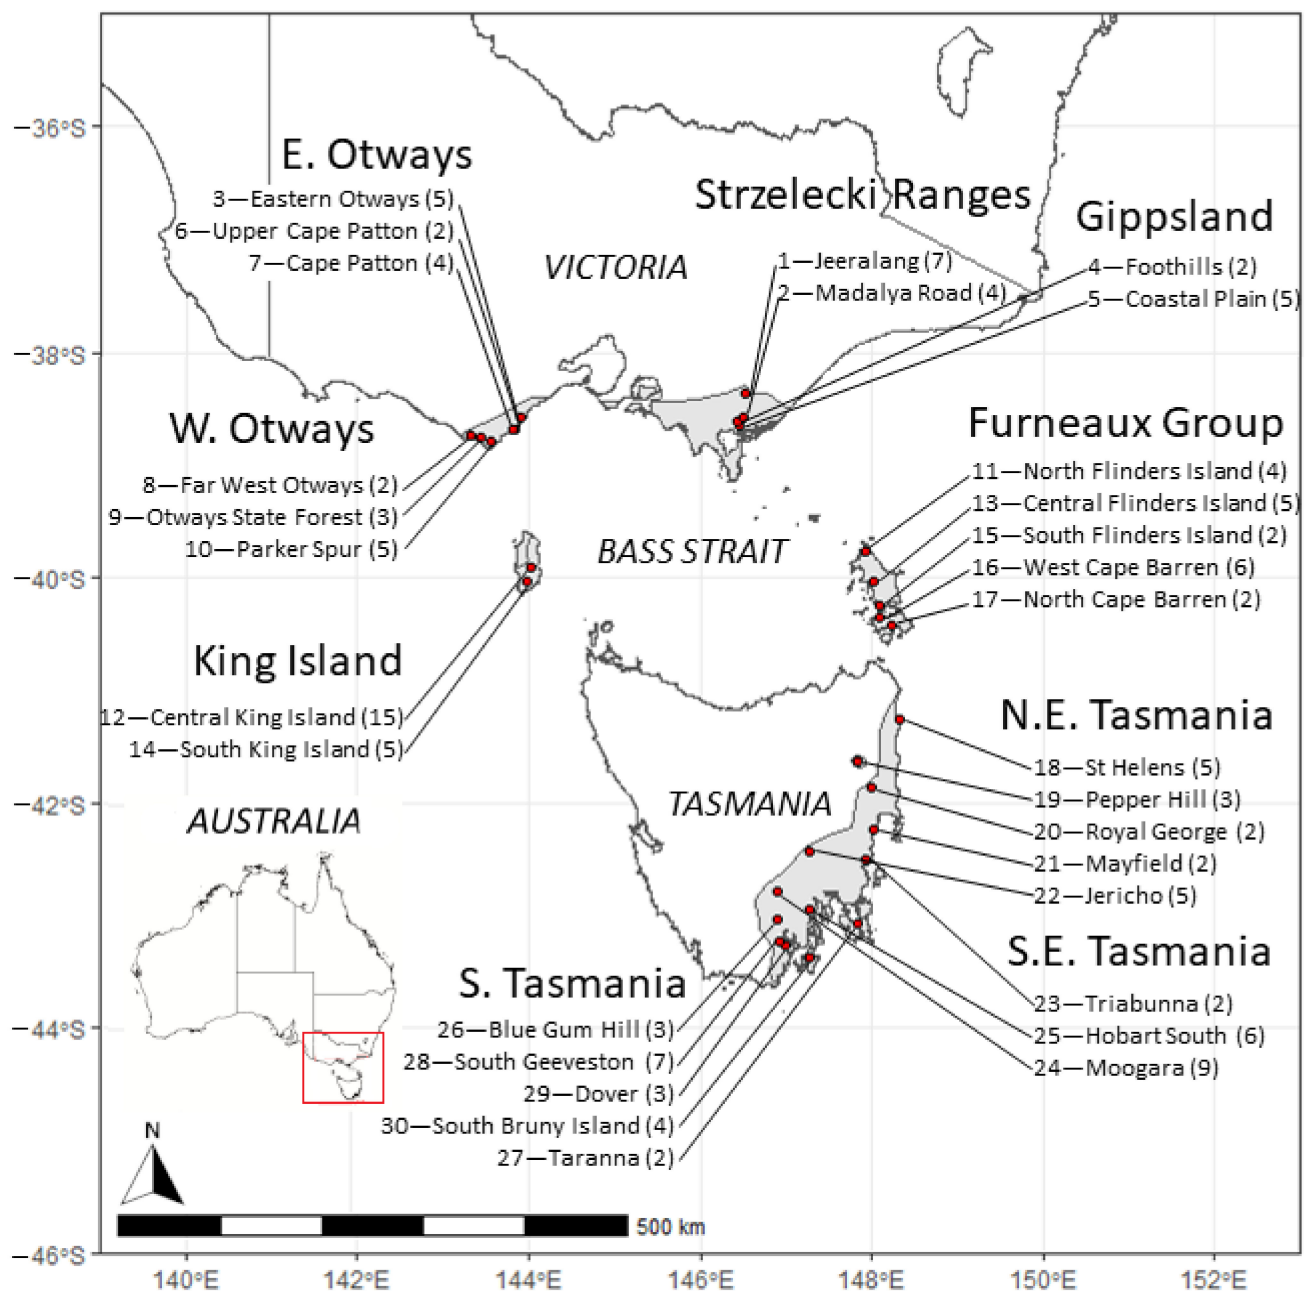 −36°S
−38°S
−40°S
−42°S
−44°S
−46°S
140°E
142°E
144°E
146°E
148°E
150°E
152°E
E. Otways
3—Eastern Otways (5)
6—Upper Cape Patton (2)
7—Cape Patton (4)
VICTORIA
Strzelecki Ranges
1—Jeeralang (7)
2—Madalya Road (4)
Gippsland
4—Foothills (2)
5—Coastal Plain (5)
W. Otways
8—Far West Otways (2)
9—Otways State Forest (3)
10—Parker Spur (5)
BASS STRAIT
Furneaux Group
11—North Flinders Island (4)
13—Central Flinders Island (5)
15—South Flinders Island (2)
16—West Cape Barren (6)
17—North Cape Barren (2)
King Island
12—Central King Island (15)
14—South King Island (5)
TASMANIA
N.E. Tasmania
18—St Helens (5)
19—Pepper Hill (3)
20—Royal George (2)
21—Mayfield (2)
22—Jericho (5)
S.E. Tasmania
23—Triabunna (2)
25—Hobart South (6)
24—Moogara (9)
S. Tasmania
26—Blue Gum Hill (3)
28—South Geeveston (7)
29—Dover (3)
30—South Bruny Island (4)
27—Taranna (2)
AUSTRALIA
N
500 km